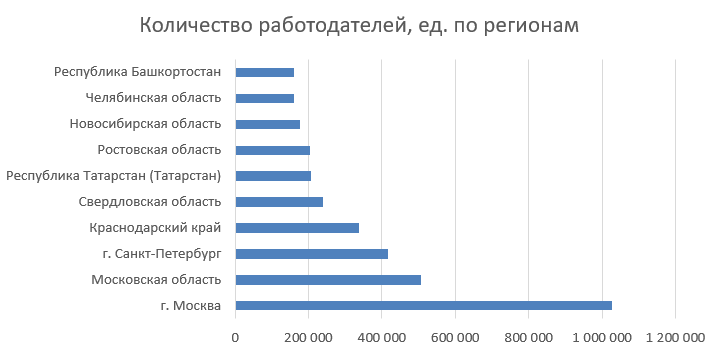 Количество работодателей, ед. по регионам
Республика Башкортостан
Челябинская область
Новосибирская область
Ростовская область
Республика Татарстан (Татарстан)
Свердловская область
Краснодарский край
г. Санкт-Петербург
Московская область
г. Москва
0 200 000 400 000 600 000 800 000 1 000 000 1 200 000